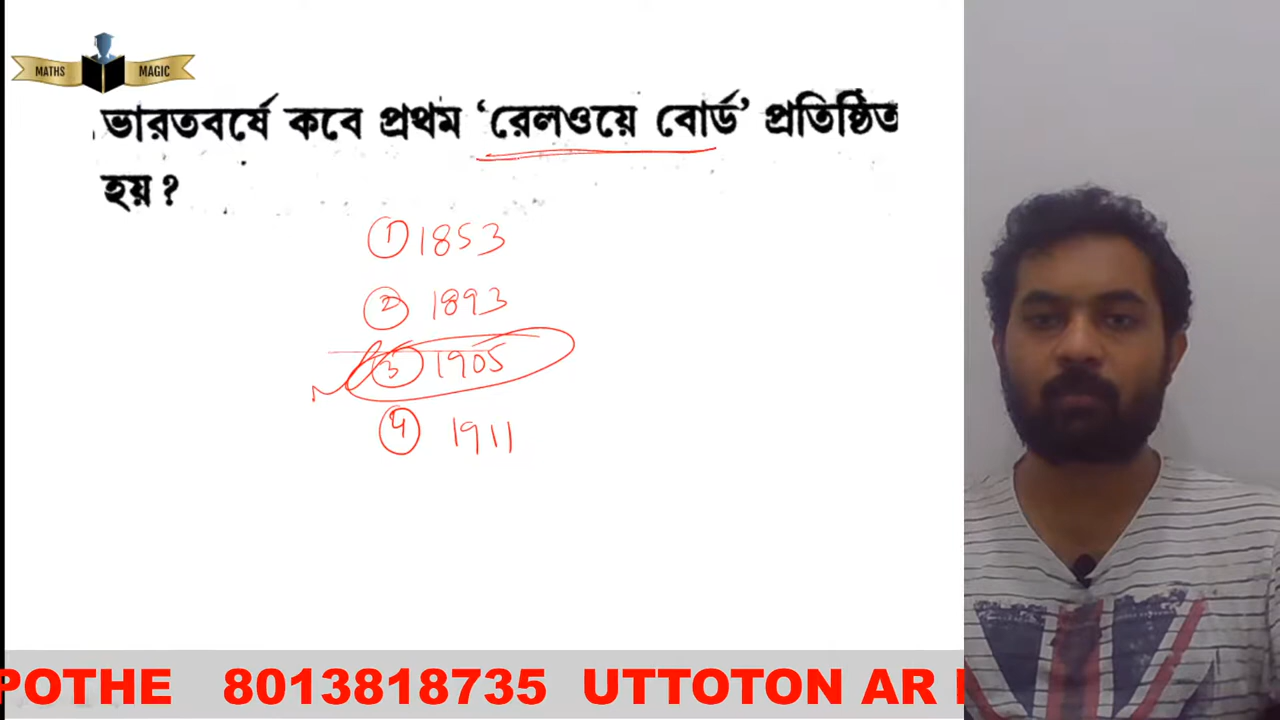 MATHS MAGIC
ভারতবর্ষে কবে প্রথম ‘রেলওয়ে বোর্ড’ প্রতিষ্ঠিত
হয় ?
① 1853
② 1893
③ 1905
④ 1911
POTHE 8013818735 UTTOTON AR